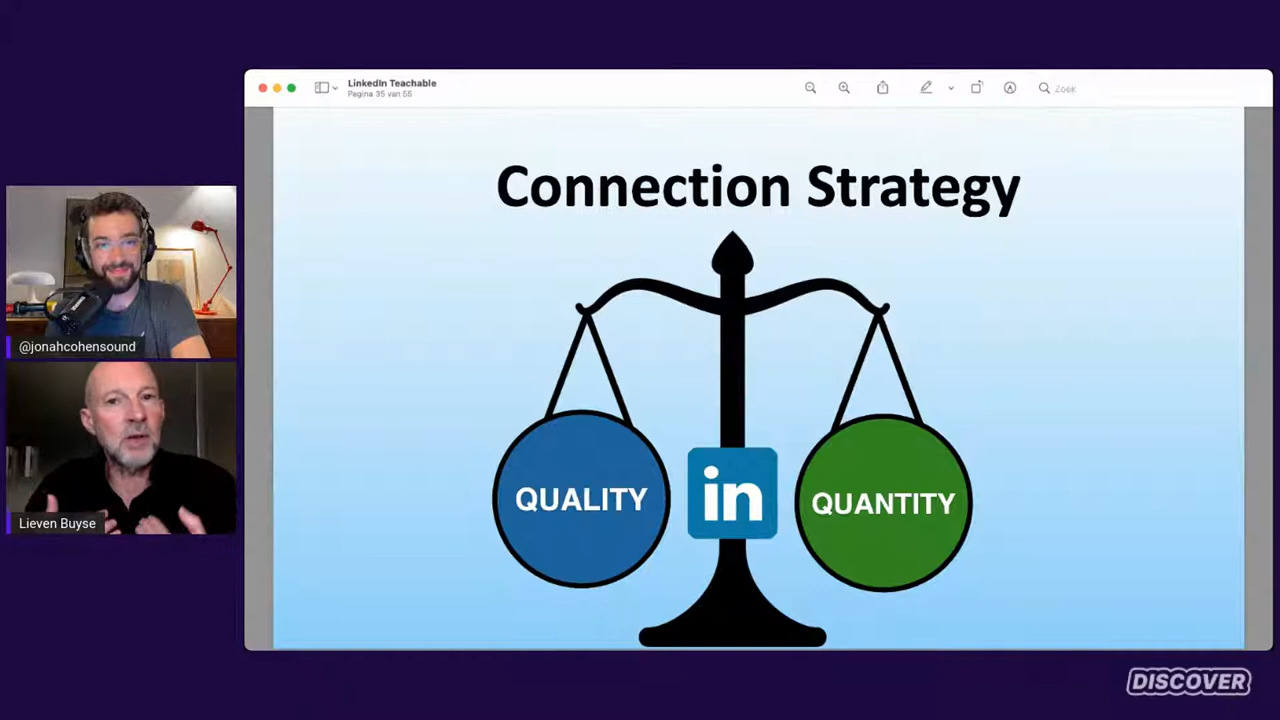 LinkedIn Teachable
Pagina 35 van 55
Zoek
Connection Strategy
QUALITY
in
QUANTITY
@jonahcohensound
Lieven Buyse
DISCOVER